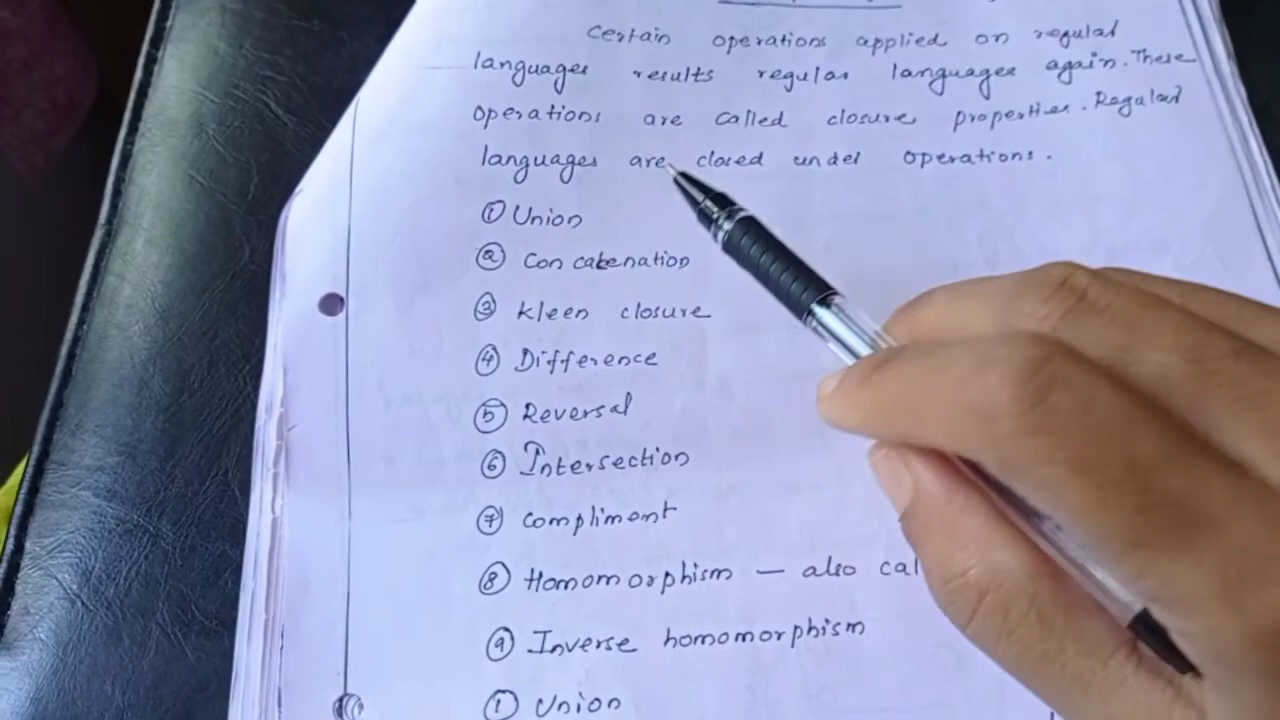 Certain operations applied on regular
languages results regular languages again. These
operations are called closure properties. Regular
languages are closed under operations.
① Union
② Concatenation
③ kleen closure
④ Difference
⑤ Reversal
⑥ Intersection
⑦ Compliment
⑧ Homomorphism — also cal
⑨ Inverse homomorphism
① Union